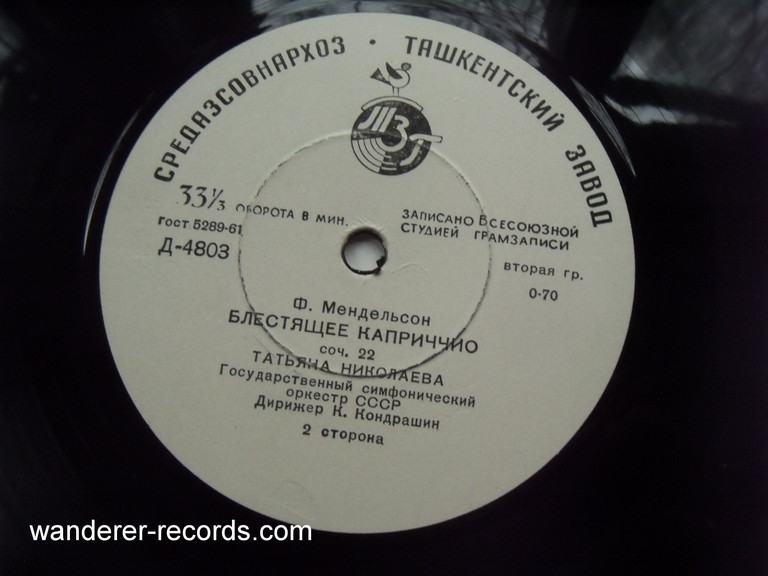 СРЕДАЗСОВНАРХОЗ • ТАШКЕНТСКИЙ ЗАВОД
ТЗГ
33⅓ ОБОРОТА В МИН.
ГОСТ 5289-61
Д-4803
ЗАПИСАНО ВСЕСОЮЗНОЙ
СТУДИЕЙ ГРАМЗАПИСИ
вторая гр.
0-70
Ф. Мендельсон
БЛЕСТЯЩЕЕ КАПРИЧЧИО
соч. 22
ТАТЬЯНА НИКОЛАЕВА
Государственный симфонический
оркестр СССР
Дирижер К. Кондрашин
2 сторона
wanderer-records.com